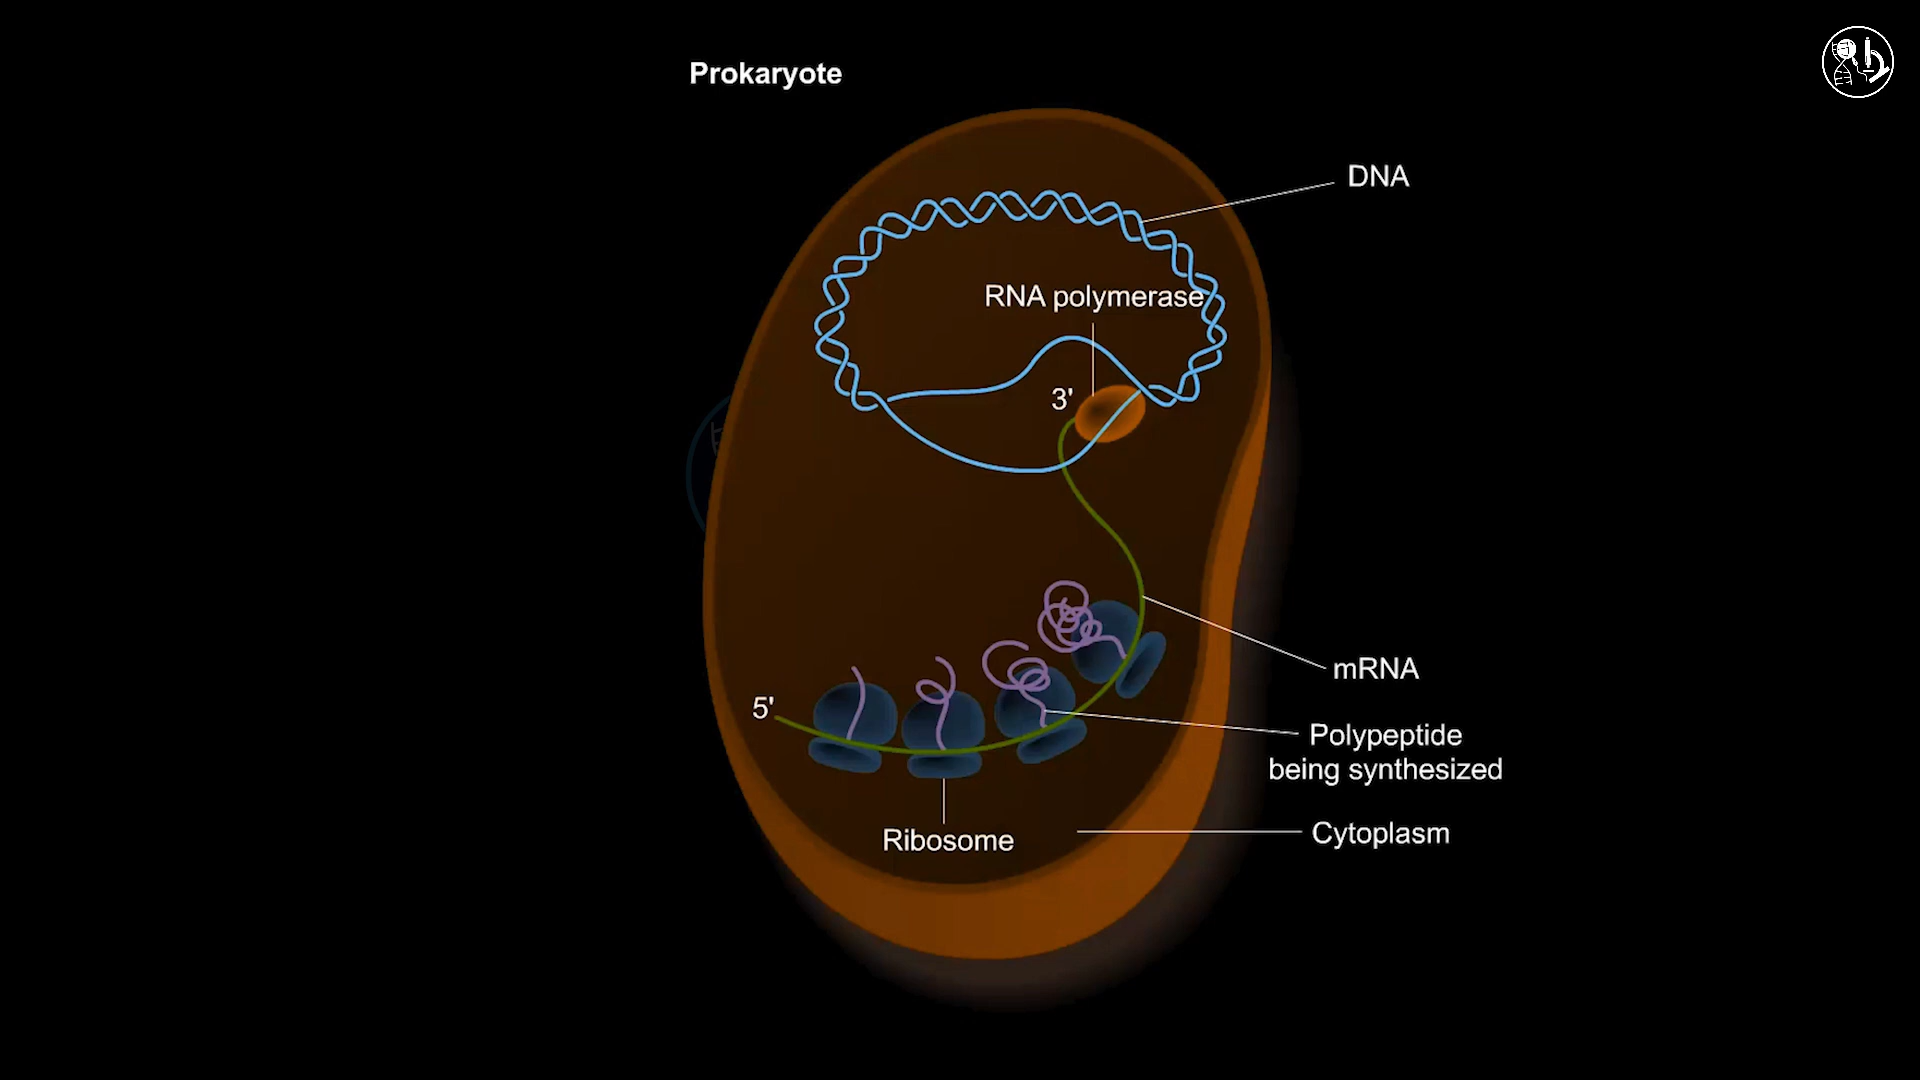 Prokaryote
DNA
RNA polymerase
3'
mRNA
5'
Polypeptide
being synthesized
Cytoplasm
Ribosome